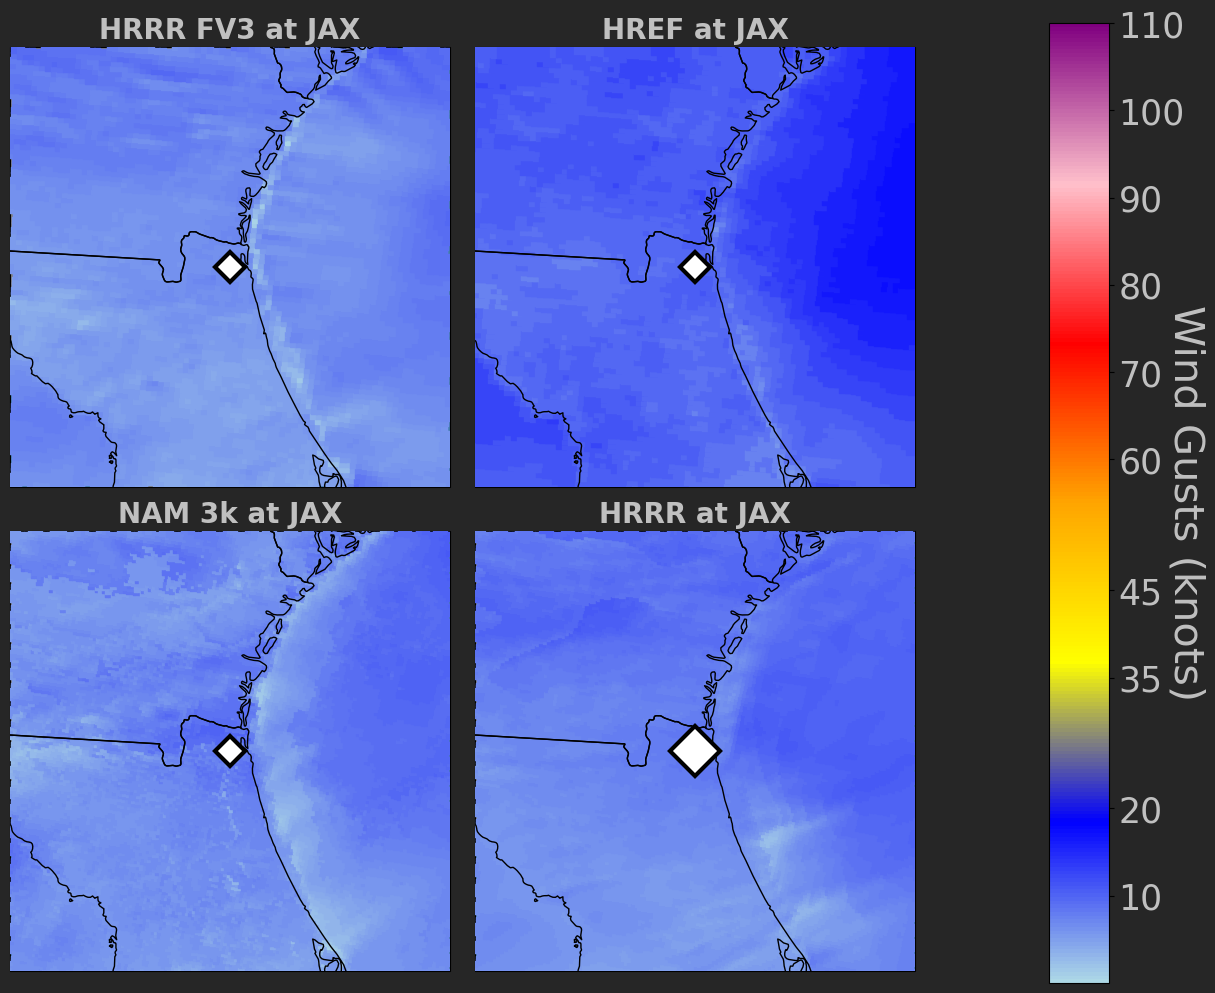 HRRR FV3 at JAX
HREF at JAX
NAM 3k at JAX
HRRR at JAX
110
100
90
80
70
60
45
35
20
10
Wind Gusts (knots)